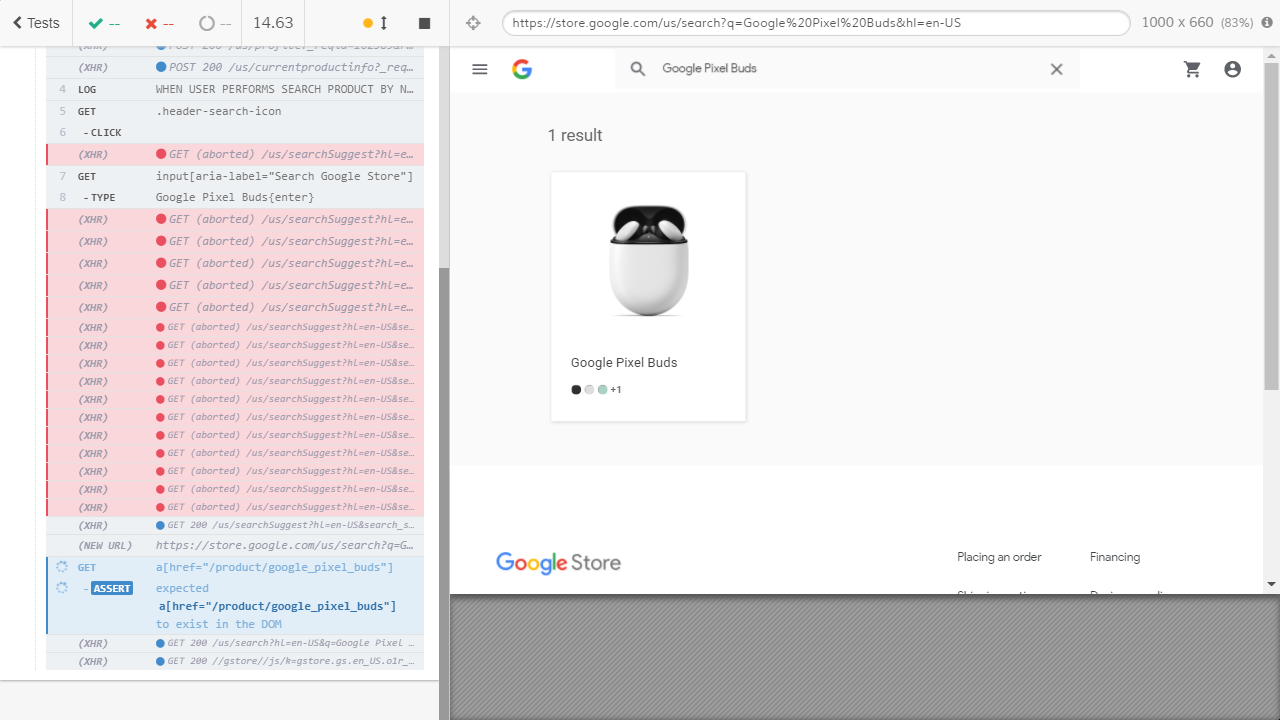 Tests
--
--
--
14.63
(XHR) POST 200 /us/currentproductinfo?_req…
4 LOG WHEN USER PERFORMS SEARCH PRODUCT BY N…
5 GET .header-search-icon
6 -CLICK
(XHR) GET (aborted) /us/searchSuggest?hl=e…
7 GET input[aria-label="Search Google Store"]
8 -TYPE Google Pixel Buds{enter}
(XHR) GET (aborted) /us/searchSuggest?hl=e…
(XHR) GET (aborted) /us/searchSuggest?hl=e…
(XHR) GET (aborted) /us/searchSuggest?hl=e…
(XHR) GET (aborted) /us/searchSuggest?hl=e…
(XHR) GET (aborted) /us/searchSuggest?hl=e…
(XHR) GET (aborted) /us/searchSuggest?hl=en-US&se…
(XHR) GET (aborted) /us/searchSuggest?hl=en-US&se…
(XHR) GET (aborted) /us/searchSuggest?hl=en-US&se…
(XHR) GET (aborted) /us/searchSuggest?hl=en-US&se…
(XHR) GET (aborted) /us/searchSuggest?hl=en-US&se…
(XHR) GET (aborted) /us/searchSuggest?hl=en-US&se…
(XHR) GET (aborted) /us/searchSuggest?hl=en-US&se…
(XHR) GET (aborted) /us/searchSuggest?hl=en-US&se…
(XHR) GET (aborted) /us/searchSuggest?hl=en-US&se…
(XHR) GET (aborted) /us/searchSuggest?hl=en-US&se…
(XHR) GET (aborted) /us/searchSuggest?hl=en-US&se…
(XHR) GET 200 /us/searchSuggest?hl=en-US&search_s…
(NEW URL) https://store.google.com/us/search?q=G…
GET a[href="/product/google_pixel_buds"]
-ASSERT expected
a[href="/product/google_pixel_buds"]
to exist in the DOM
(XHR) GET 200 /us/search?hl=en-US&q=Google Pixel …
(XHR) GET 200 //gstore//js/k=gstore.gs.en_US.o1r_…
https://store.google.com/us/search?q=Google%20Pixel%20Buds&hl=en-US
1000 x 660 (83%)
Google Pixel Buds
1 result
Google Pixel Buds
+1
Google Store
Placing an order
Financing